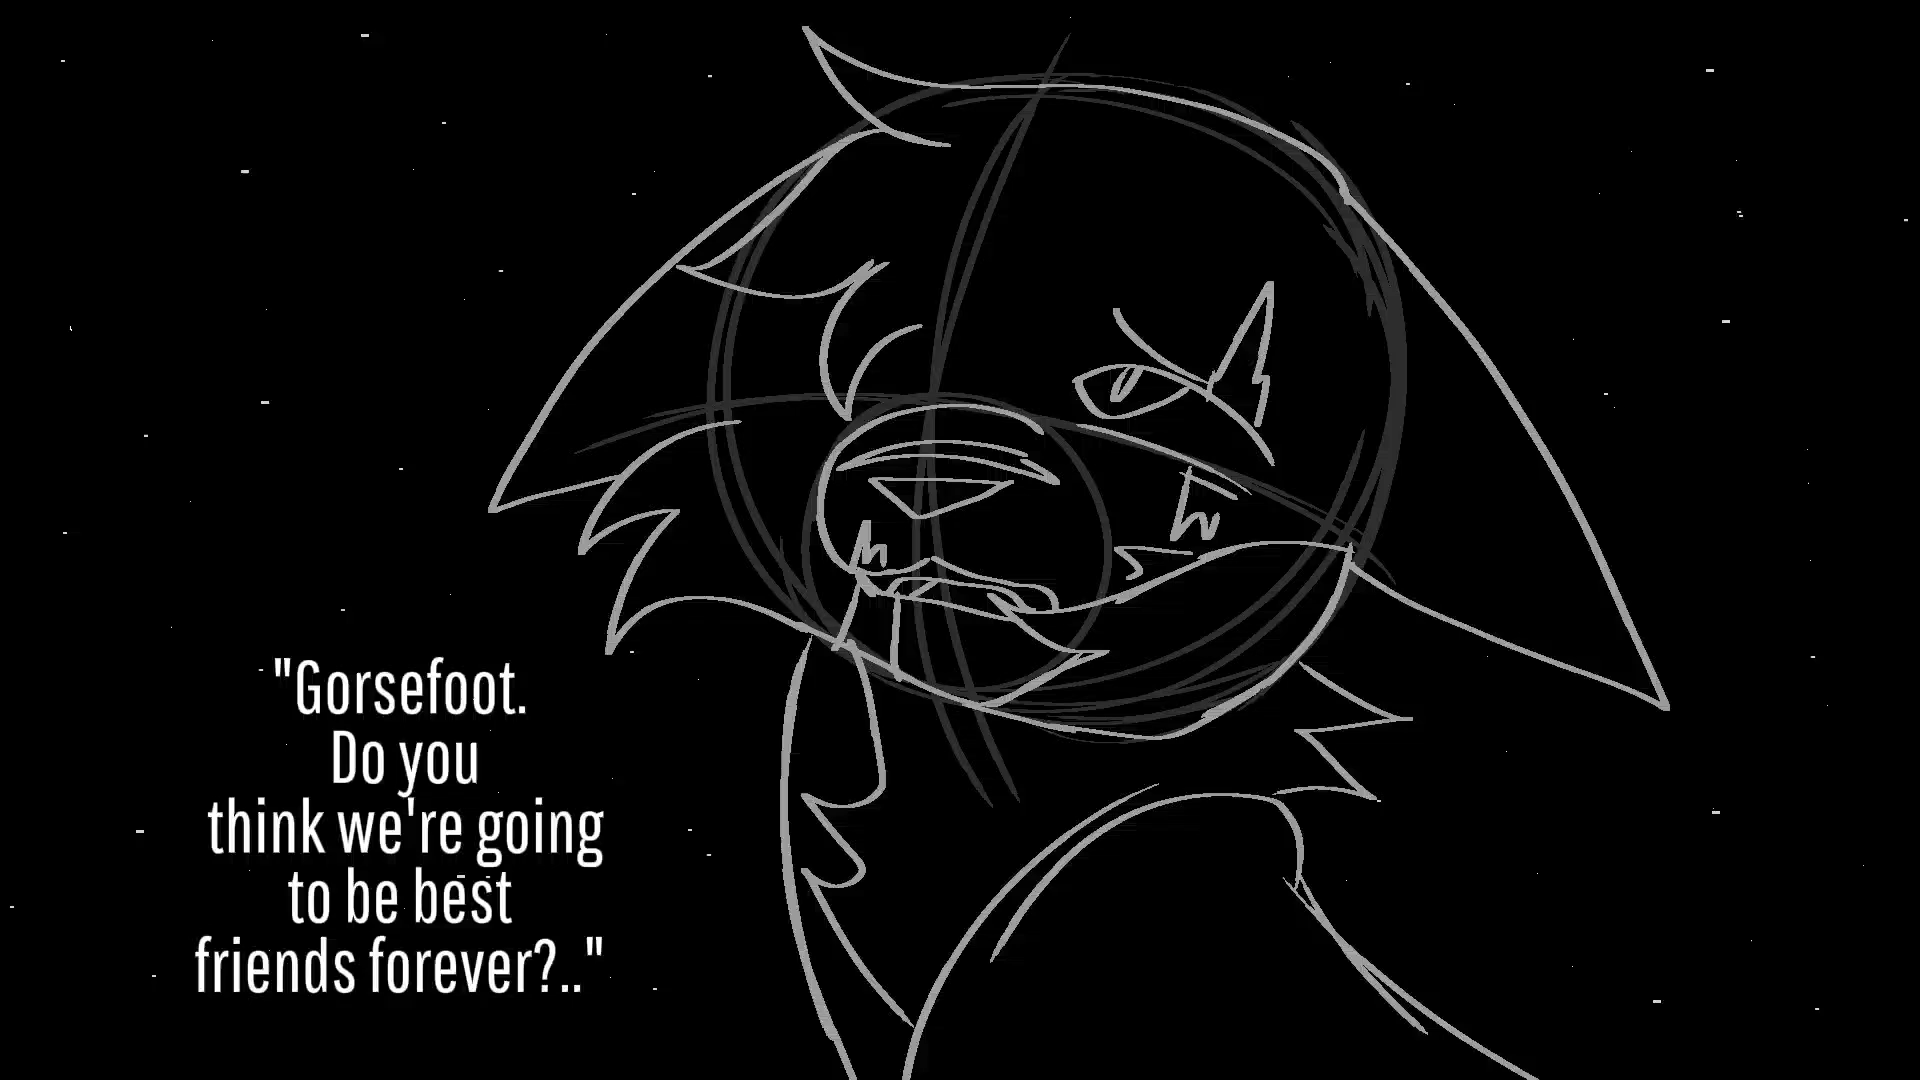 "Gorsefoot.
Do you
think we're going
to be best
friends forever?.."